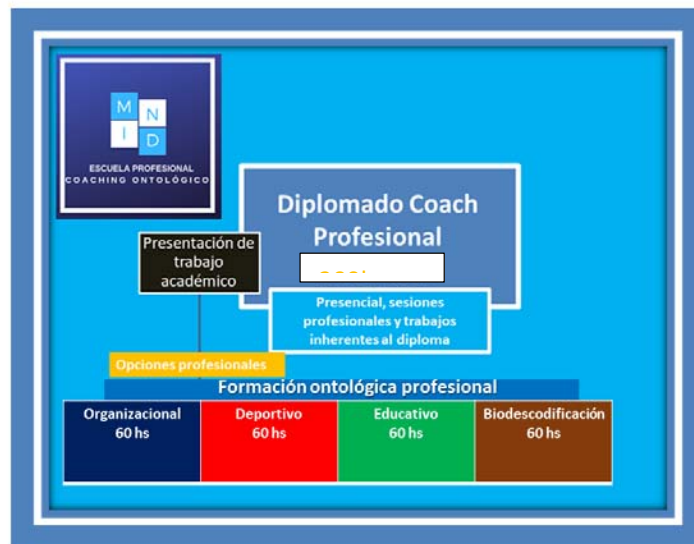 M N
I D
ESCUELA PROFESIONAL
COACHING ONTOLÓGICO
Diplomado Coach
Profesional
Presentación de
trabajo
académico
Presencial, sesiones
profesionales y trabajos
inherentes al diploma
Opciones profesionales
Formación ontológica profesional
Organizacional
60 hs
Deportivo
60 hs
Educativo
60 hs
Biodescodificación
60 hs